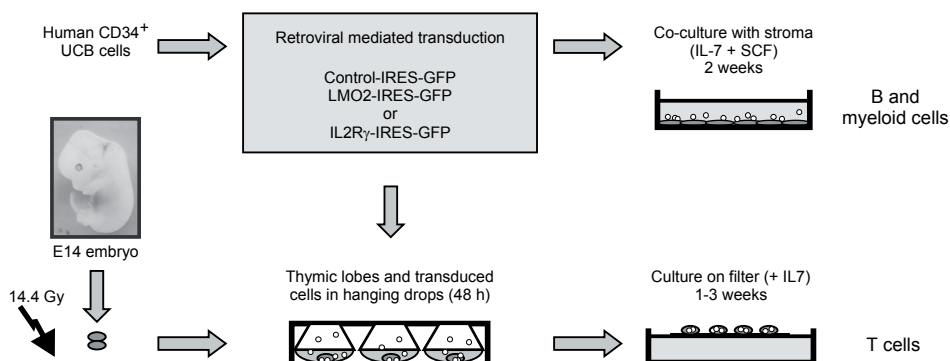 Human CD34+
UCB cells
Retroviral mediated transduction
Control-IRES-GFP
LMO2-IRES-GFP
or
IL2Rγ-IRES-GFP
Co-culture with stroma
(IL-7 + SCF)
2 weeks
B and
myeloid cells
E14 embryo
14.4 Gy
Thymic lobes and transduced
cells in hanging drops (48 h)
Culture on filter (+ IL7)
1-3 weeks
T cells